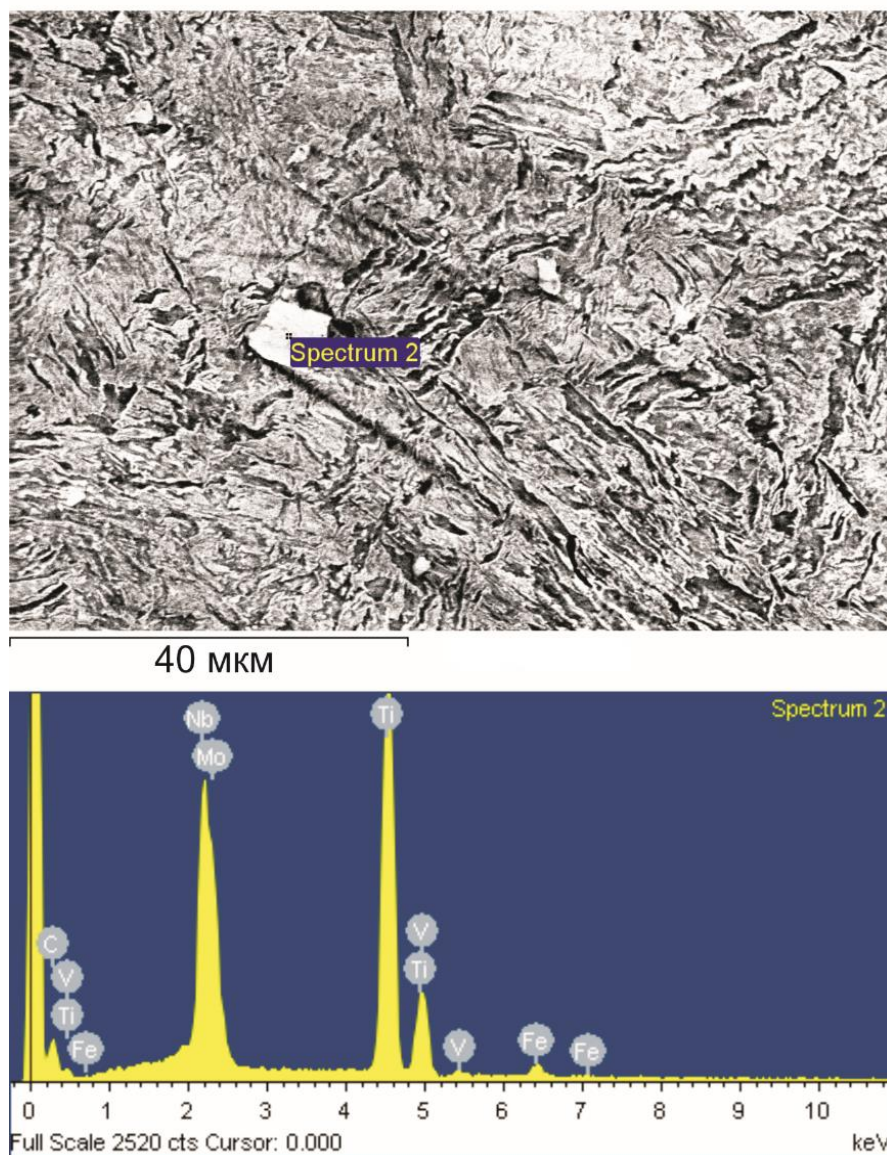 Spectrum 2
40 мкм
Spectrum 2
Nb
Mo
Ti
C
V
Ti
Fe
V
Ti
V
Fe
Fe
0 1 2 3 4 5 6 7 8 9 10
Full Scale 2520 cts Cursor: 0.000 keV